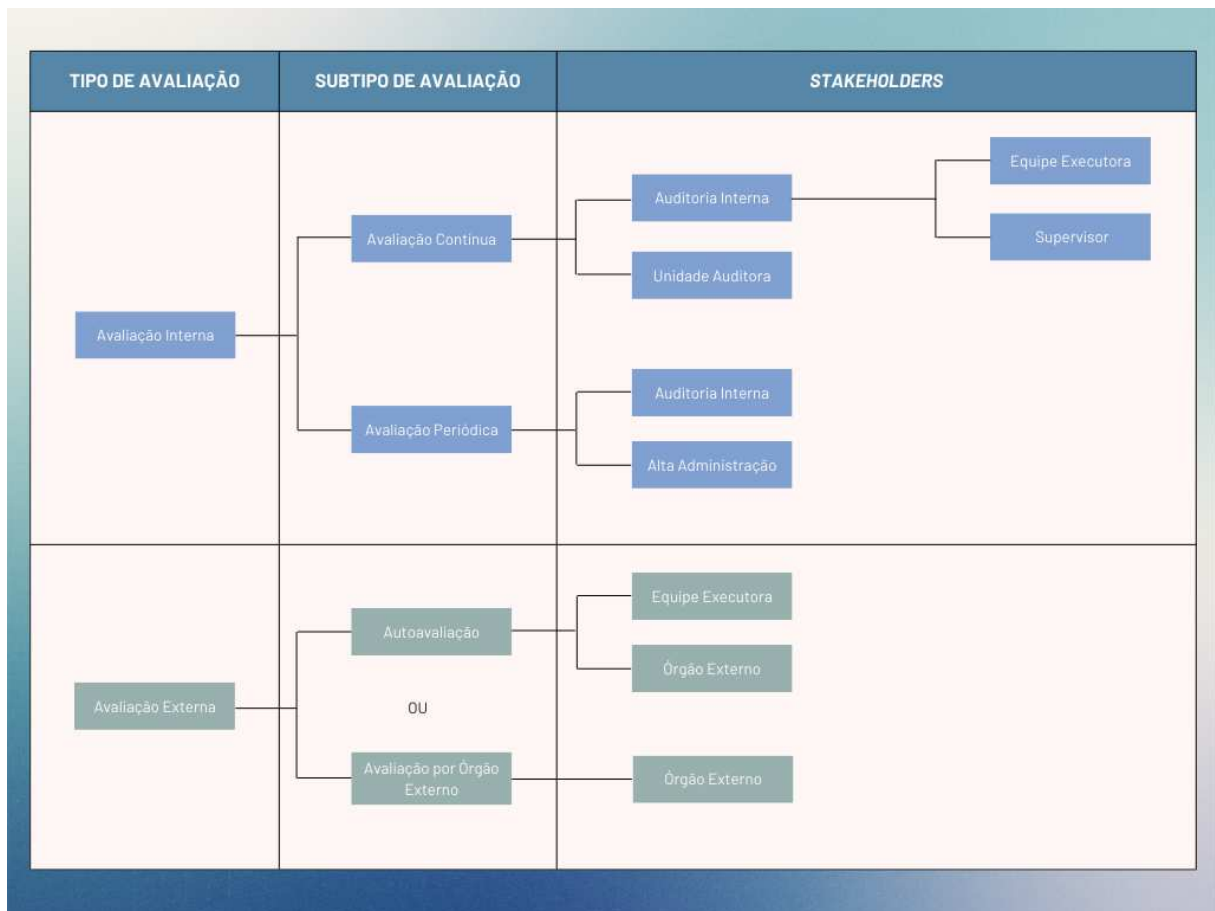 TIPO DE AVALIAÇÃO
SUBTIPO DE AVALIAÇÃO
STAKEHOLDERS
Avaliação Interna
Avaliação Contínua
Auditoria Interna
Equipe Executora
Supervisor
Unidade Auditora
Avaliação Periódica
Auditoria Interna
Alta Administração
Avaliação Externa
Autoavaliação
Equipe Executora
Órgão Externo
OU
Avaliação por Órgão
Externo
Órgão Externo